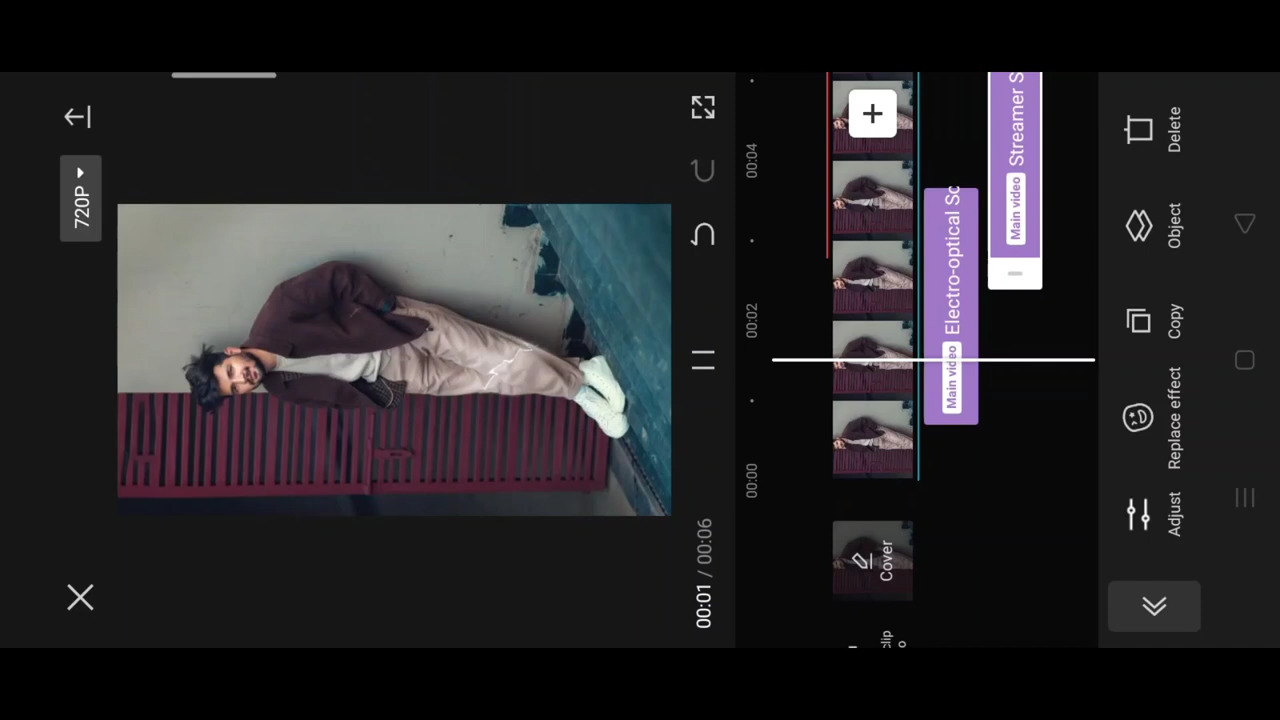 720P
00:01 / 00:06
00:00
00:02
00:04
Cover
clip
Main video Electro-optical Sc
Main video Streamer S
Adjust
Replace effect
Copy
Object
Delete